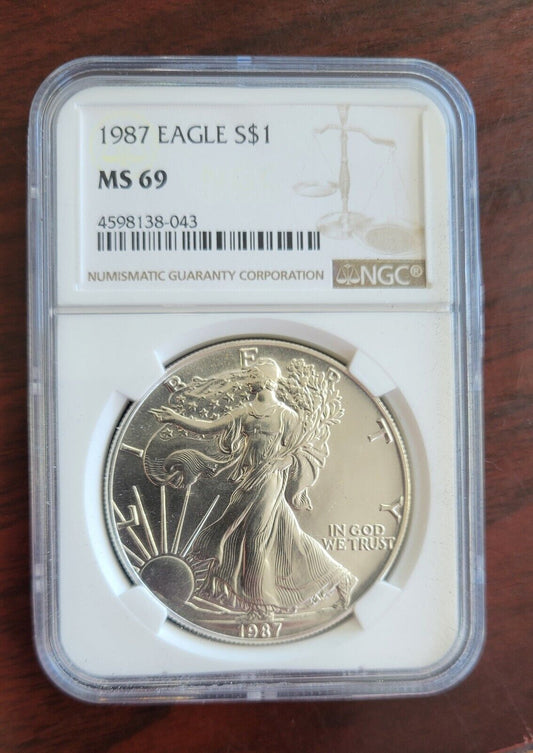 1987 EAGLE S$1
MS 69
4598138-043
NUMISMATIC GUARANTY CORPORATION
NGC®
LIBERTY
IN GOD
WE TRUST
1987